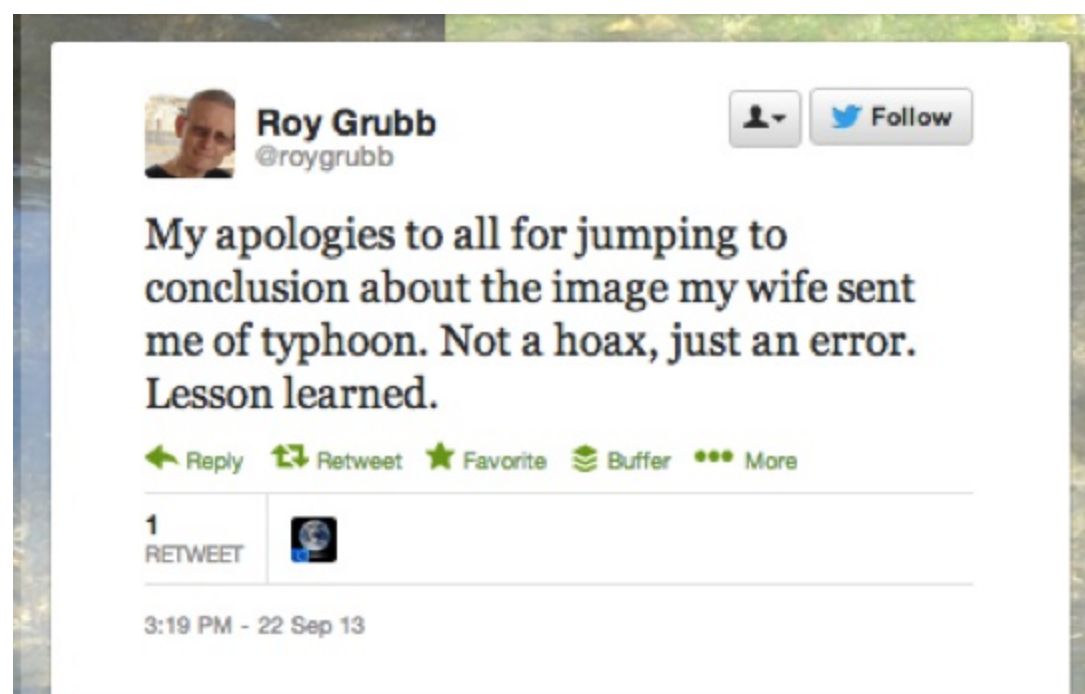 Roy Grubb
@roygrubb
Follow
My apologies to all for jumping to
conclusion about the image my wife sent
me of typhoon. Not a hoax, just an error.
Lesson learned.
Reply Retweet Favorite Buffer More
1
RETWEET
3:19 PM - 22 Sep 13